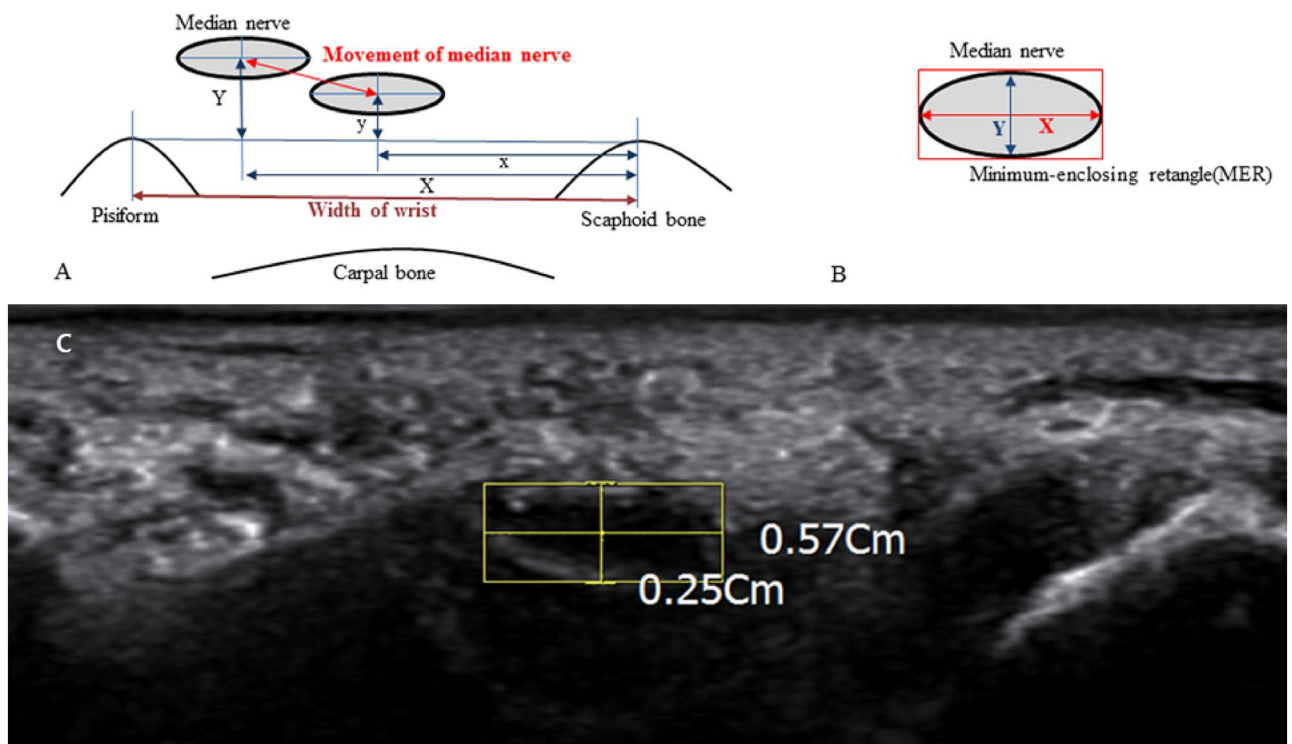 Median nerve
Movement of median nerve
Y
y
x
X
Width of wrist
Pisiform
Scaphoid bone
A
Carpal bone
Median nerve
Y
X
Minimum-enclosing retangle(MER)
B
C
0.57Cm
0.25Cm